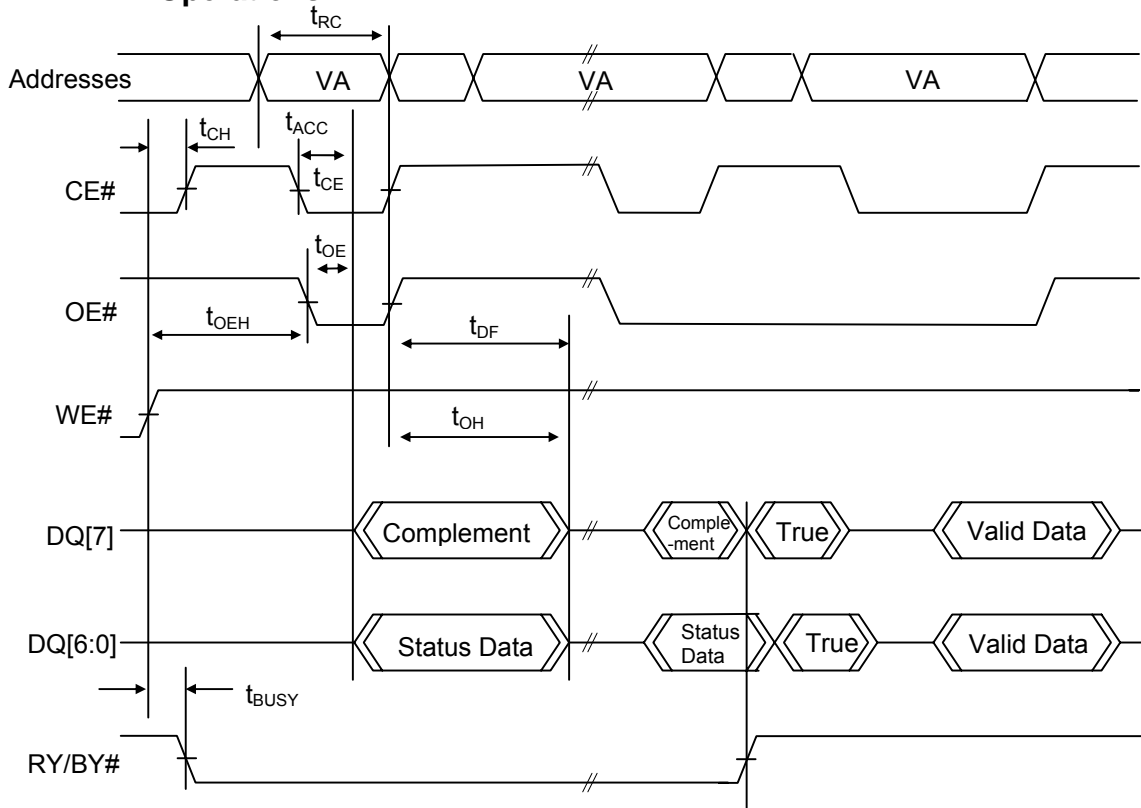 tRC
Addresses VA VA VA
tCH tACC
CE# tCE
tOE
OE# tOEH tDF
WE# tOH
DQ[7] Complement Comple True Valid Data
-ment
DQ[6:0] Status Data Status True Valid Data
Data
tBUSY
RY/BY#